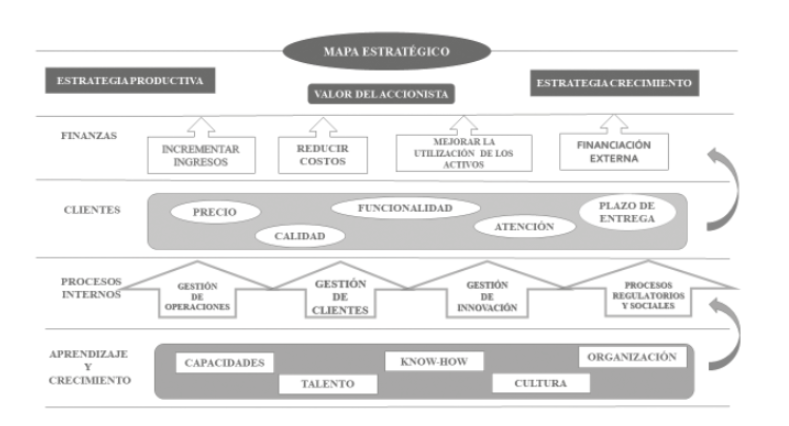 MAPA ESTRATÉGICO
ESTRATEGIA PRODUCTIVA
VALOR DEL ACCIONISTA
ESTRATEGIA CRECIMIENTO
FINANZAS
INCREMENTAR
INGRESOS
REDUCIR
COSTOS
MEJORAR LA
UTILIZACIÓN DE LOS
ACTIVOS
FINANCIACIÓN
EXTERNA
CLIENTES
PRECIO
CALIDAD
FUNCIONALIDAD
ATENCIÓN
PLAZO DE
ENTREGA
PROCESOS
INTERNOS
GESTIÓN
DE
OPERACIONES
GESTIÓN
DE
CLIENTES
GESTIÓN
DE
INNOVACIÓN
PROCESOS
REGULATORIOS
Y SOCIALES
APRENDIZAJE
Y
CRECIMIENTO
CAPACIDADES
TALENTO
KNOW-HOW
CULTURA
ORGANIZACIÓN